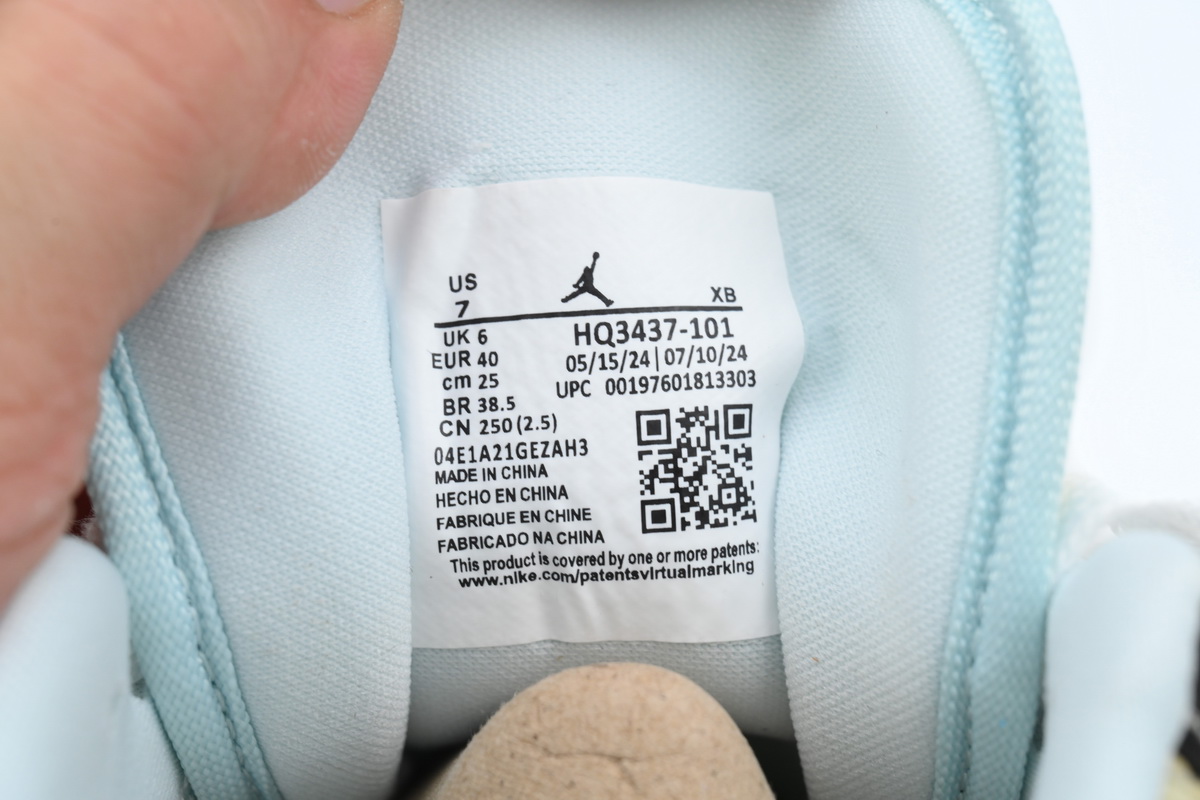 US
7
XB
UK 6
EUR 40
cm 25
BR 38.5
CN 250 (2.5)
HQ3437-101
05/15/24 | 07/10/24
UPC 00197601813303
04E1A21GEZAH3
MADE IN CHINA
HECHO EN CHINA
FABRIQUE EN CHINE
FABRICADO NA CHINA
This product is covered by one or more patents:
www.nike.com/patentsvirtualmarking